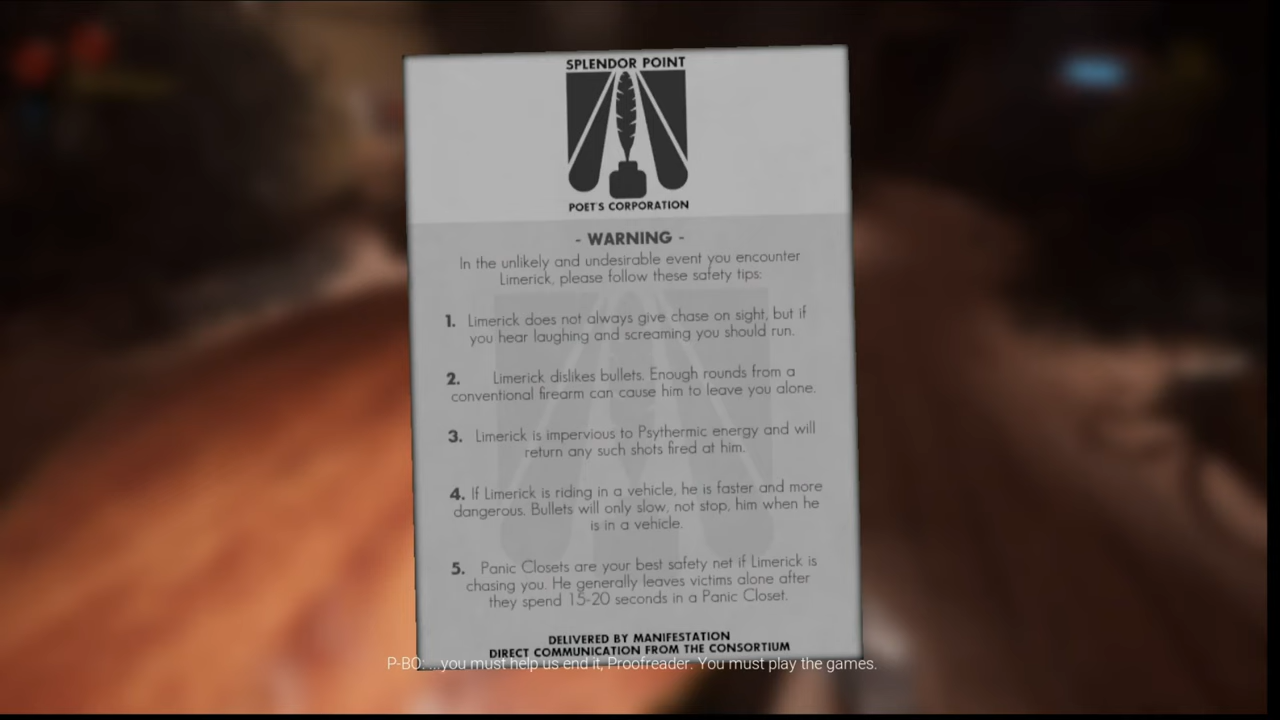 SPLENDOR POINT
POET'S CORPORATION
- WARNING -
In the unlikely and undesirable event you encounter
Limerick, please follow these safety tips:
1. Limerick does not always give chase on sight, but if
you hear laughing and screaming you should run.
2. Limerick dislikes bullets. Enough rounds from a
conventional firearm can cause him to leave you alone.
3. Limerick is impervious to Psythermic energy and will
return any such shots fired at him.
4. If Limerick is riding in a vehicle, he is faster and more
dangerous. Bullets will only slow, not stop, him when he
is in a vehicle.
5. Panic Closets are your best safety net if Limerick is
chasing you. He generally leaves victims alone after
they spend 15-20 seconds in a Panic Closet.
DELIVERED BY MANIFESTATION
DIRECT COMMUNICATION FROM THE CONSORTIUM
P-BO: ...you must help us end it, Proofreader. You must play the games.